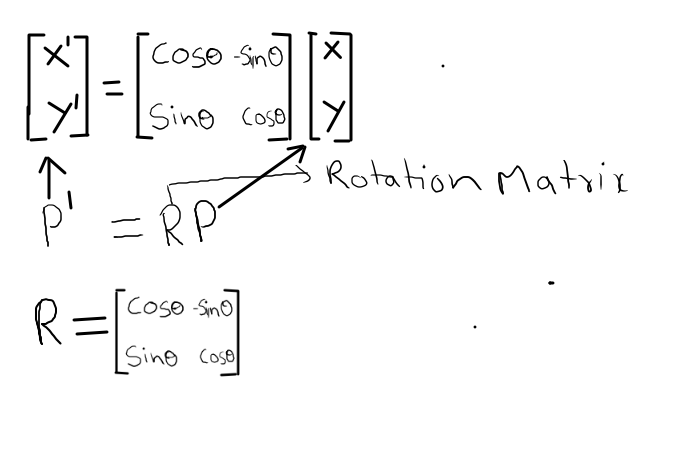 [x'] = [Cosθ -Sinθ] [x]
[y'] [Sinθ Cosθ] [y]
Rotation Matrix
P' = RP
R = [Cosθ -Sinθ]
[Sinθ Cosθ]